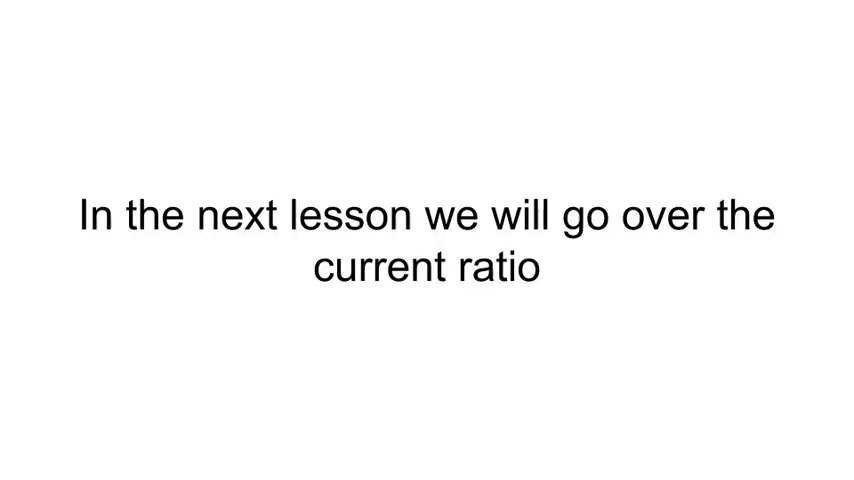 In the next lesson we will go over the
current ratio